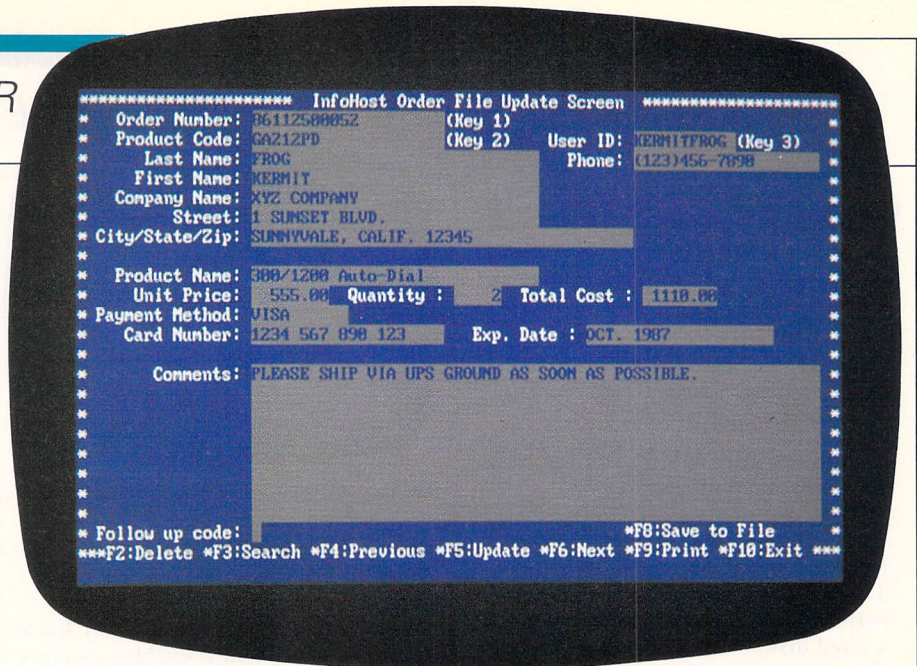 R
*********************** InfoHost Order File Update Screen *********************
* Order Number: 86112500052 (Key 1) *
* Product Code: GA212PD (Key 2) User ID: KERMITFROG (Key 3) *
* Last Name: FROG Phone: (123)456-7890 *
* First Name: KERMIT *
* Company Name: XYZ COMPANY *
* Street: 1 SUNSET BLVD. *
* City/State/Zip: SUNNYVALE, CALIF. 12345 *
* Product Name: 300/1200 Auto-Dial *
* Unit Price: 555.00 Quantity : 2 Total Cost : 1110.00 *
* Payment Method: VISA *
* Card Number: 1234 567 890 123 Exp. Date : OCT. 1987 *
* Comments: PLEASE SHIP VIA UPS GROUND AS SOON AS POSSIBLE. *
* Follow up code: *F8:Save to File *
***F2:Delete *F3:Search *F4:Previous *F5:Update *F6:Next *F9:Print *F10:Exit ***